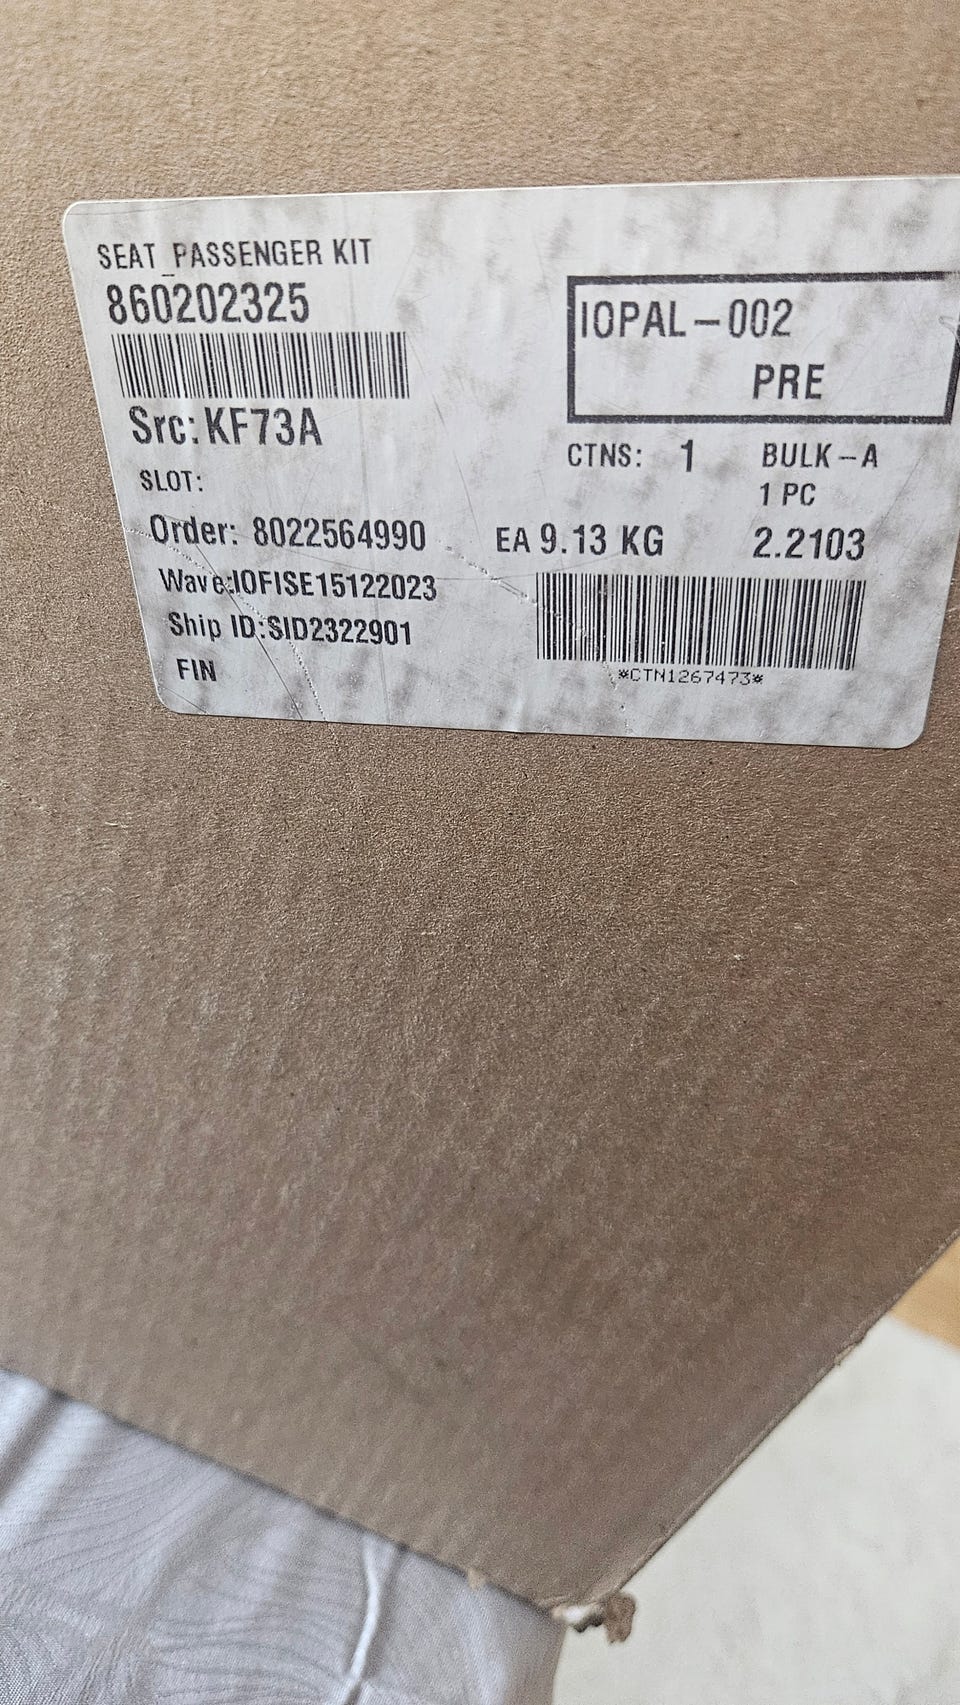 SEAT_PASSENGER KIT
860202325
Src: KF73A
SLOT:
Order: 8022564990
Wave:IOFISE15122023
Ship ID:SID2322901
FIN
IOPAL-002
PRE
CTNS: 1
BULK-A
1 PC
EA 9.13 KG
2.2103
*CTN1267473*